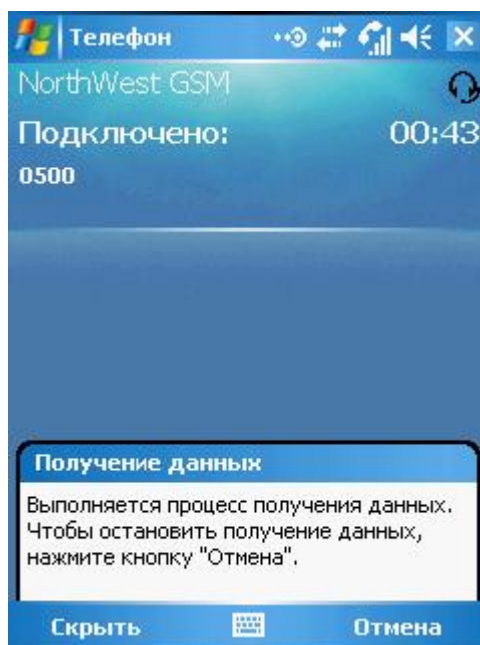 Телефон
NorthWest GSM
Подключено: 00:43
0500
Получение данных
Выполняется процесс получения данных.
Чтобы остановить получение данных,
нажмите кнопку "Отмена".
Скрыть Отмена